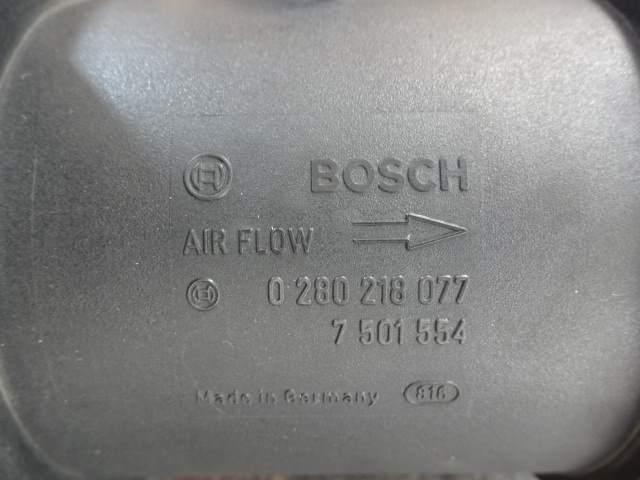 BOSCH
AIR FLOW
0 280 218 077
7 501 554
Made in Germany 816